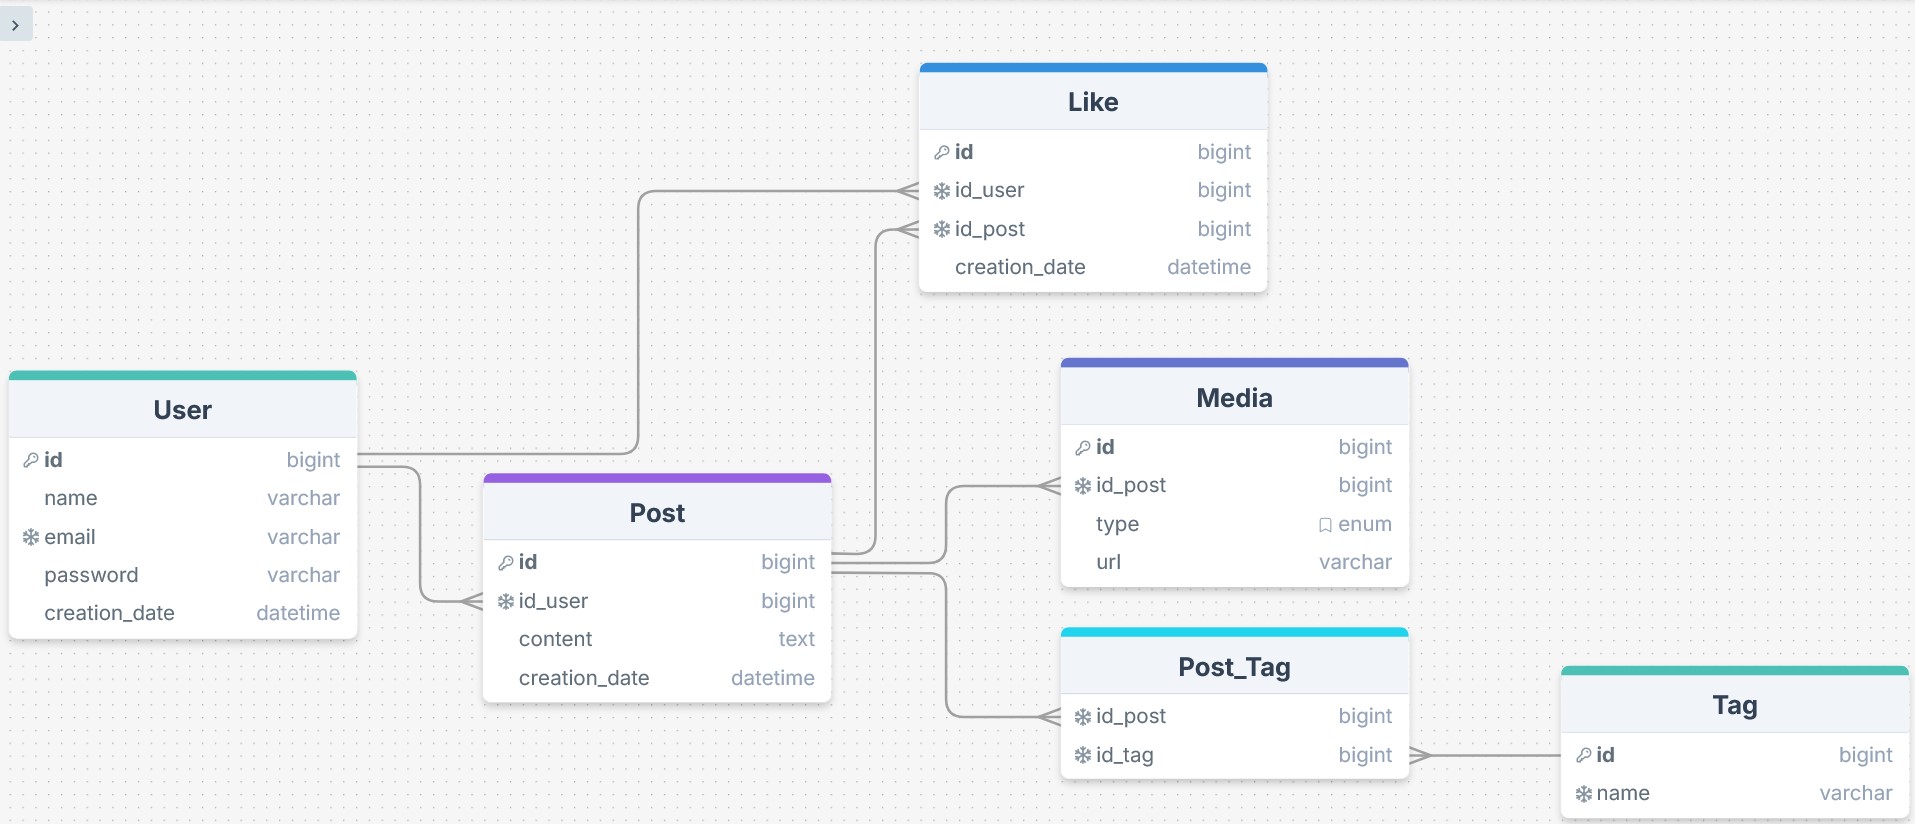 Like
id bigint
id_user bigint
id_post bigint
creation_date datetime
User
id bigint
name varchar
email varchar
password varchar
creation_date datetime
Post
id bigint
id_user bigint
content text
creation_date datetime
Media
id bigint
id_post bigint
type enum
url varchar
Post_Tag
id_post bigint
id_tag bigint
Tag
id bigint
name varchar